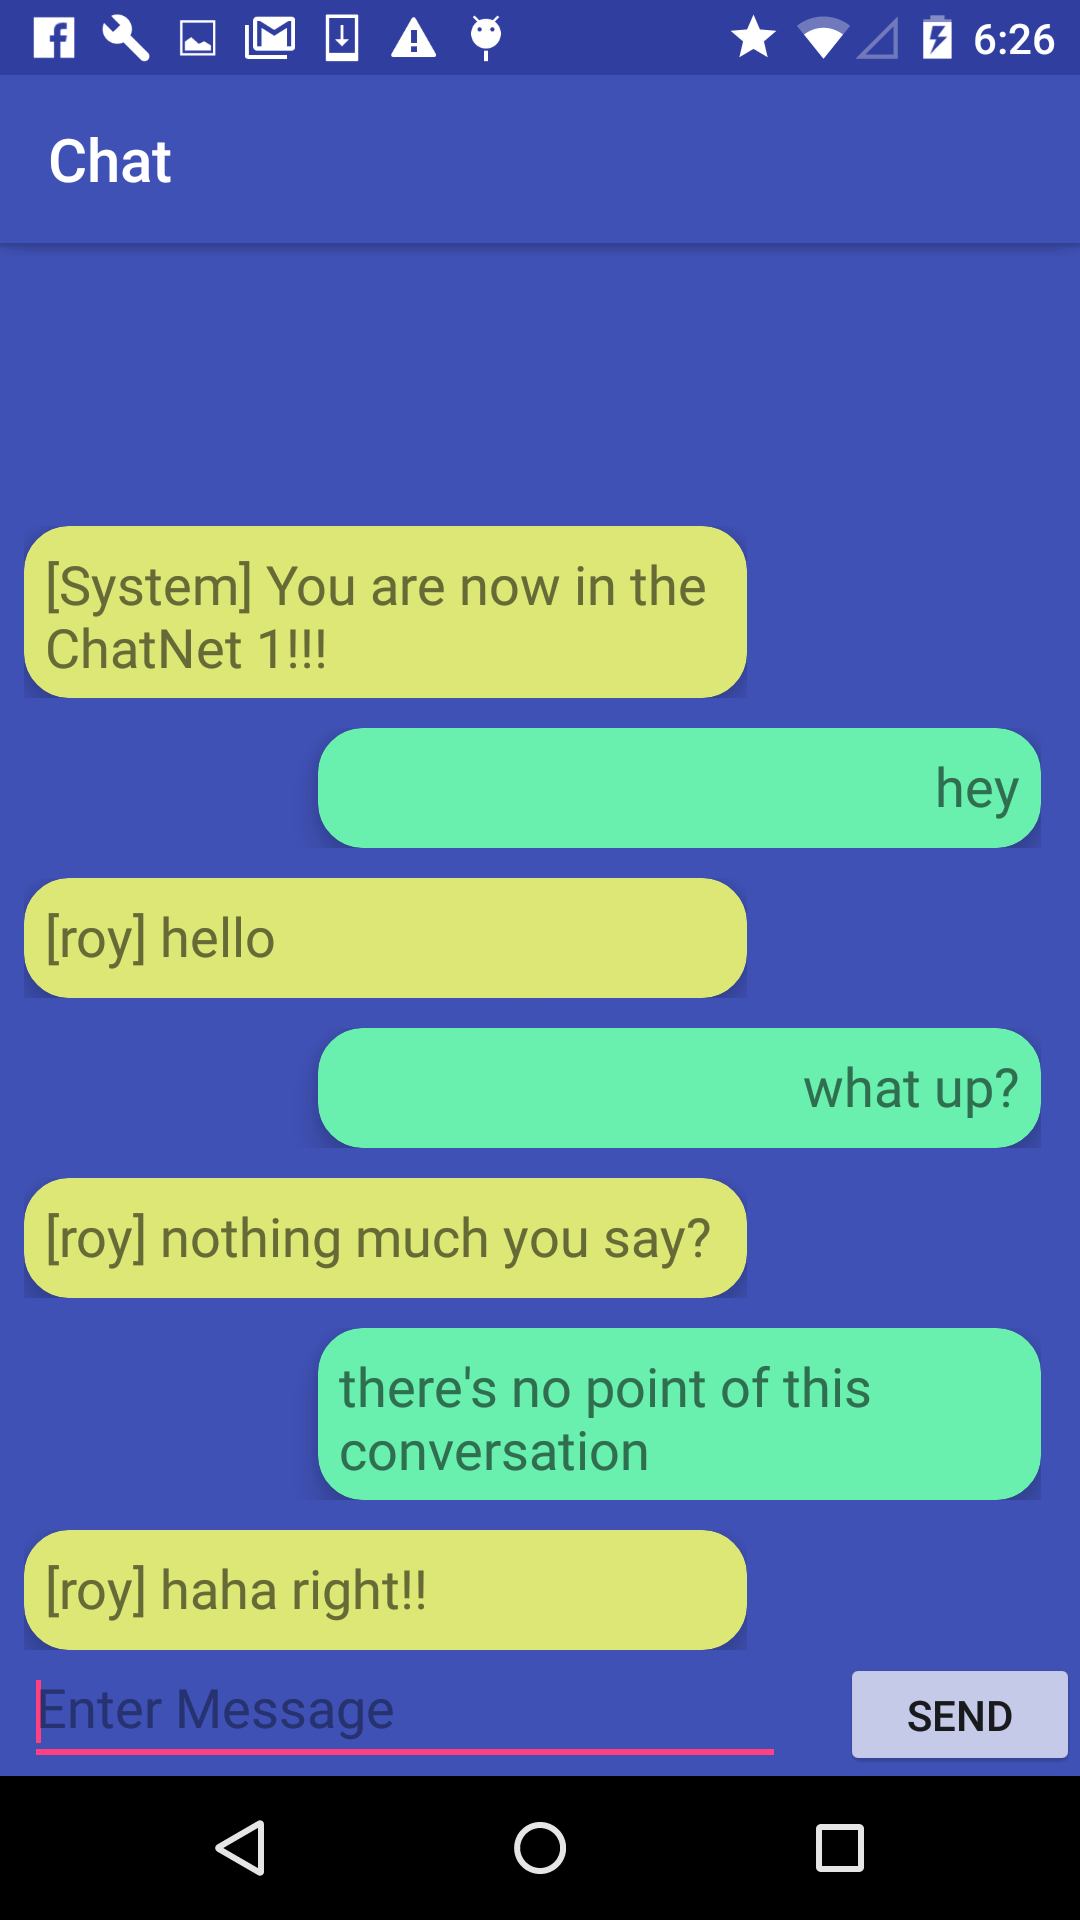 6:26
Chat
[System] You are now in the
ChatNet 1!!!
hey
[roy] hello
what up?
[roy] nothing much you say?
there's no point of this
conversation
[roy] haha right!!
Enter Message
SEND